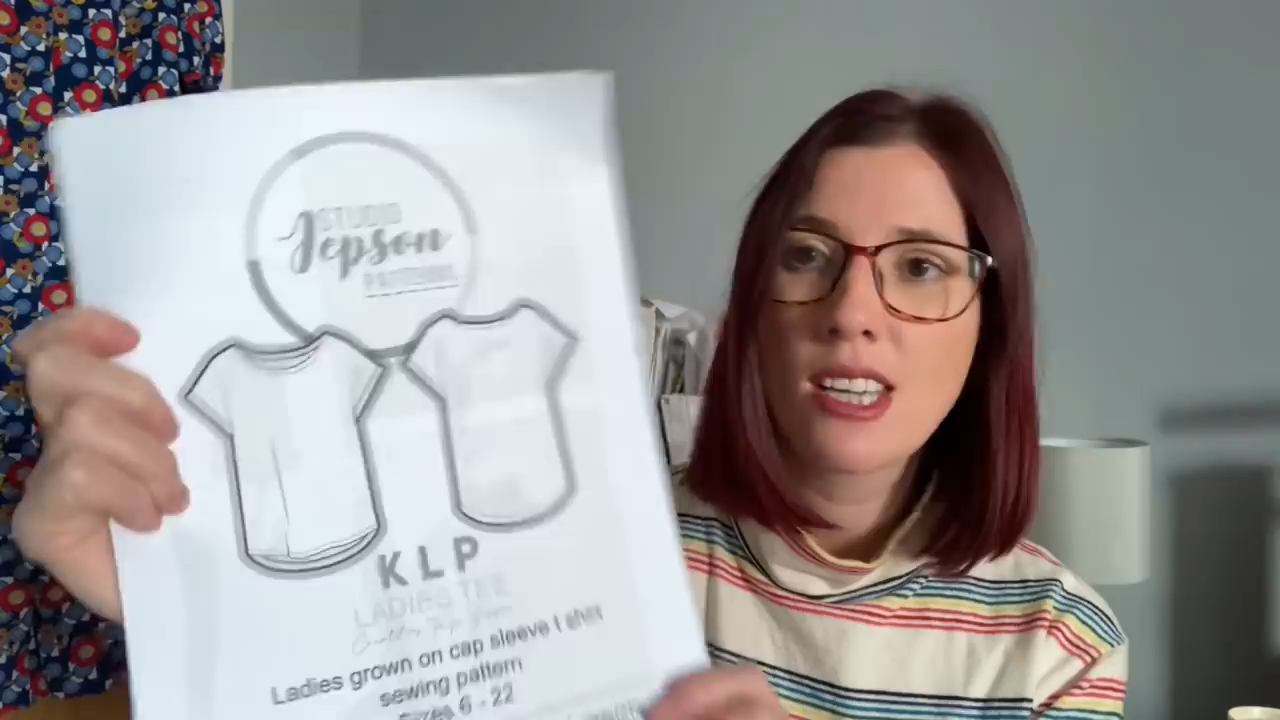 STUDIO
Jepson
PATTERNS
KLP
LADIES TEE
Ladies grown on cap sleeve t shirt
sewing pattern
Sizes 6 - 22